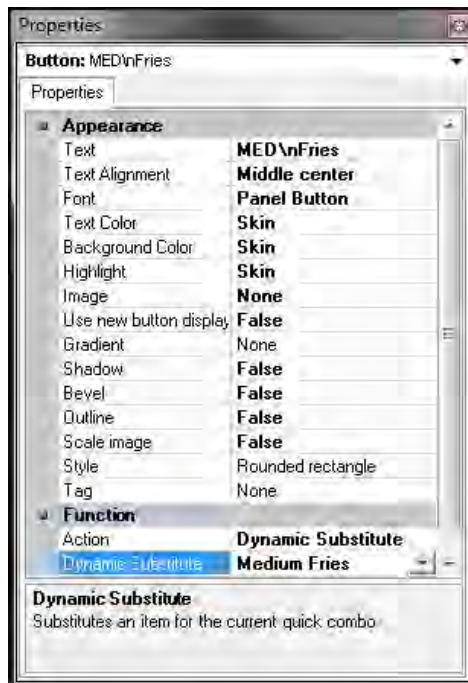 Properties
Button: MED\nFries
Properties
Appearance
Text MED\nFries
Text Alignment Middle center
Font Panel Button
Text Color Skin
Background Color Skin
Highlight Skin
Image None
Use new button display False
Gradient None
Shadow False
Bevel False
Outline False
Scale image False
Style Rounded rectangle
Tag None
Function
Action Dynamic Substitute
Dynamic Substitute Medium Fries
Dynamic Substitute
Substitutes an item for the current quick combo